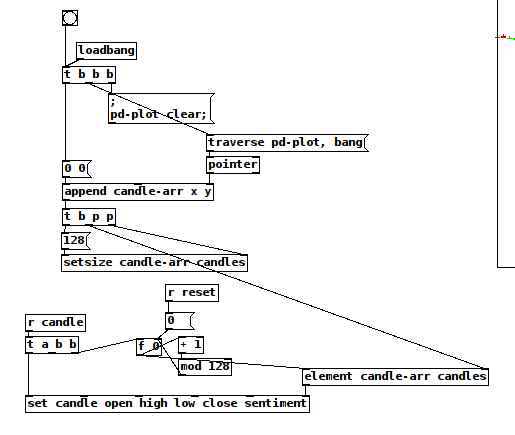 loadbang
t b b b
;
pd-plot clear;
traverse pd-plot, bang
pointer
0 0
append candle-arr x y
t b p p
128
setsize candle-arr candles
r reset
0
r candle
t a b b
f 0
+ 1
mod 128
element candle-arr candles
set candle open high low close sentiment